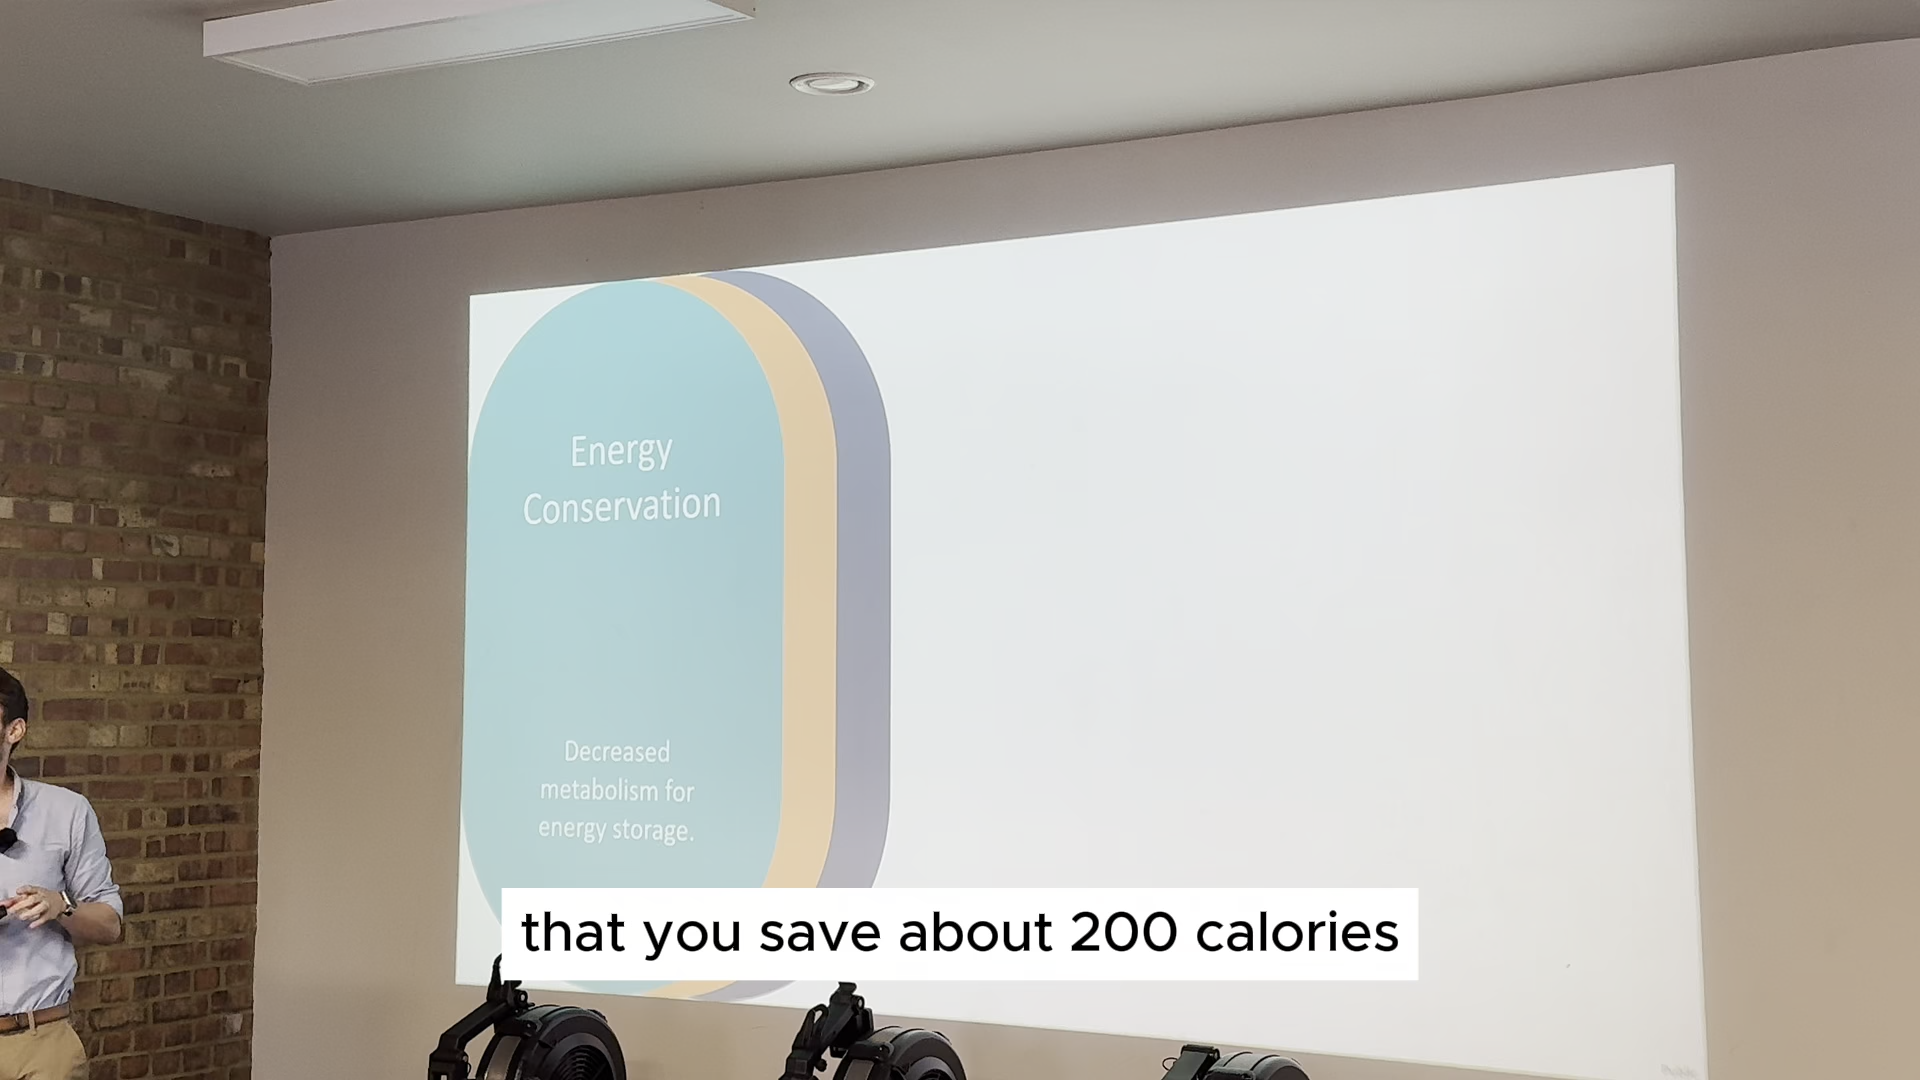 Energy
Conservation
Decreased
metabolism for
energy storage.
that you save about 200 calories